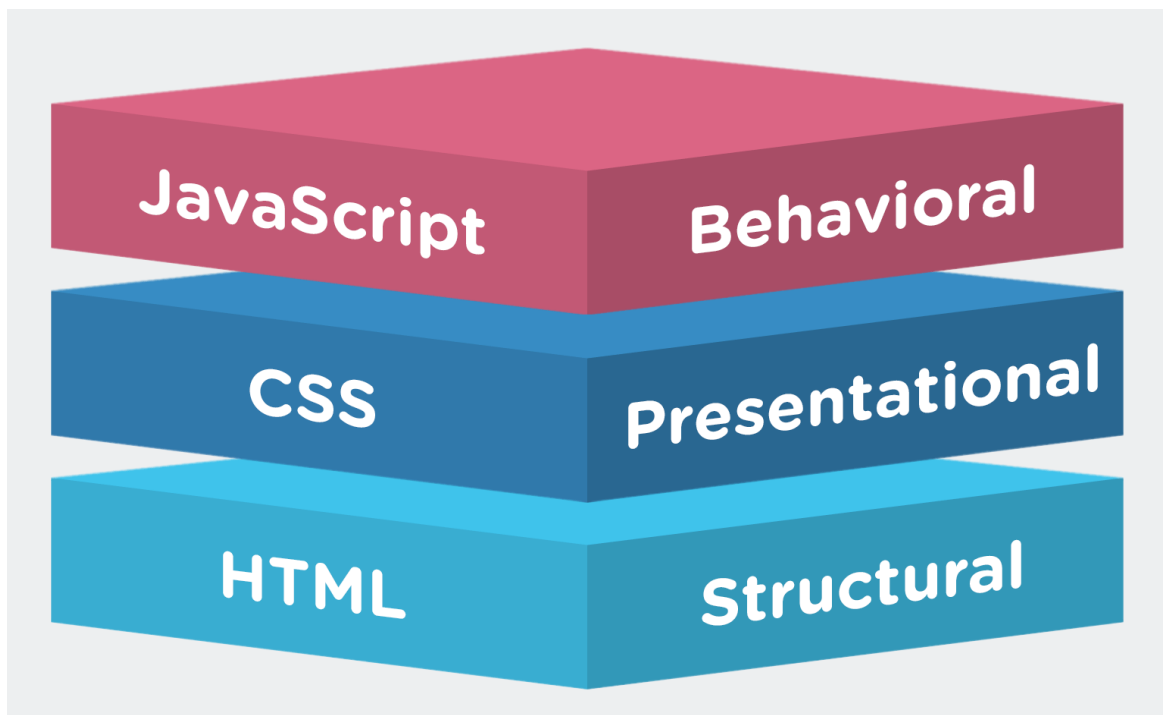 JavaScript
Behavioral
CSS
Presentational
HTML
Structural